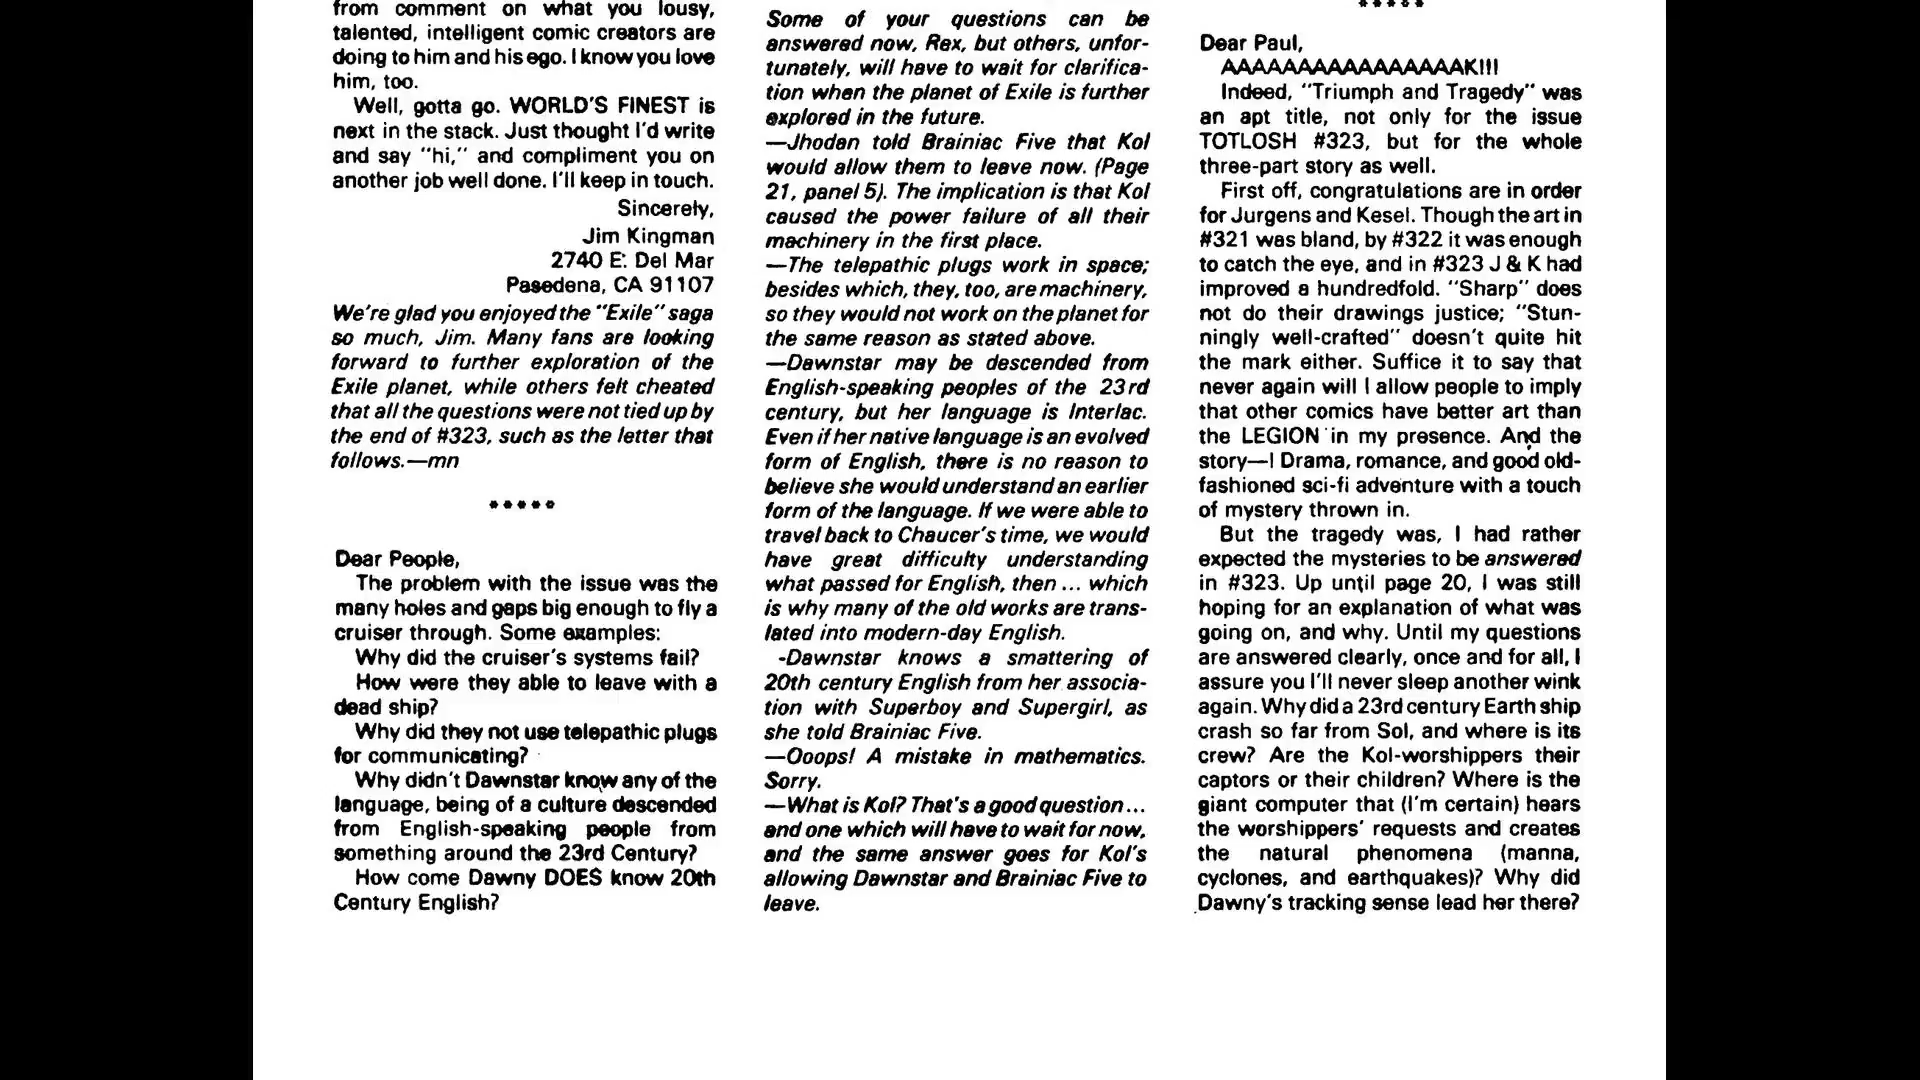 from comment on what you lousy,
talented, intelligent comic creators are
doing to him and his ego. I know you love
him, too.
Well, gotta go. WORLD'S FINEST is
next in the stack. Just thought I'd write
and say "hi," and compliment you on
another job well done. I'll keep in touch.
Sincerely,
Jim Kingman
2740 E. Del Mar
Pasedena, CA 91107
We're glad you enjoyed the "Exile" saga
so much, Jim. Many fans are looking
forward to further exploration of the
Exile planet, while others felt cheated
that all the questions were not tied up by
the end of #323, such as the letter that
follows.—mn
*****
Dear People,
The problem with the issue was the
many holes and gaps big enough to fly a
cruiser through. Some examples:
Why did the cruiser's systems fail?
How were they able to leave with a
dead ship?
Why did they not use telepathic plugs
for communicating?
Why didn't Dawnstar know any of the
language, being of a culture descended
from English-speaking people from
something around the 23rd Century?
How come Dawny DOES know 20th
Century English?
Some of your questions can be
answered now, Rex, but others, unfor-
tunately, will have to wait for clarifica-
tion when the planet of Exile is further
explored in the future.
—Jhodan told Brainiac Five that Kol
would allow them to leave now. (Page
21, panel 5). The implication is that Kol
caused the power failure of all their
machinery in the first place.
—The telepathic plugs work in space;
besides which, they, too, are machinery,
so they would not work on the planet for
the same reason as stated above.
—Dawnstar may be descended from
English-speaking peoples of the 23rd
century, but her language is Interlac.
Even if her native language is an evolved
form of English, there is no reason to
believe she would understand an earlier
form of the language. If we were able to
travel back to Chaucer's time, we would
have great difficulty understanding
what passed for English, then ... which
is why many of the old works are trans-
lated into modern-day English.
-Dawnstar knows a smattering of
20th century English from her associa-
tion with Superboy and Supergirl, as
she told Brainiac Five.
—Ooops! A mistake in mathematics.
Sorry.
—What is Kol? That's a good question ...
and one which will have to wait for now,
and the same answer goes for Kol's
allowing Dawnstar and Brainiac Five to
leave.
*****
Dear Paul,
AAAAAAAAAAAAAAAAK!!!
Indeed, "Triumph and Tragedy" was
an apt title, not only for the issue
TOTLOSH #323, but for the whole
three-part story as well.
First off, congratulations are in order
for Jurgens and Kesel. Though the art in
#321 was bland, by #322 it was enough
to catch the eye, and in #323 J & K had
improved a hundredfold. "Sharp" does
not do their drawings justice; "Stun-
ningly well-crafted" doesn't quite hit
the mark either. Suffice it to say that
never again will I allow people to imply
that other comics have better art than
the LEGION in my presence. And the
story—I Drama, romance, and good old-
fashioned sci-fi adventure with a touch
of mystery thrown in.
But the tragedy was, I had rather
expected the mysteries to be answered
in #323. Up until page 20, I was still
hoping for an explanation of what was
going on, and why. Until my questions
are answered clearly, once and for all, I
assure you I'll never sleep another wink
again. Why did a 23rd century Earth ship
crash so far from Sol, and where is its
crew? Are the Kol-worshippers their
captors or their children? Where is the
giant computer that (I'm certain) hears
the worshippers' requests and creates
the natural phenomena (manna,
cyclones, and earthquakes)? Why did
Dawny's tracking sense lead her there?